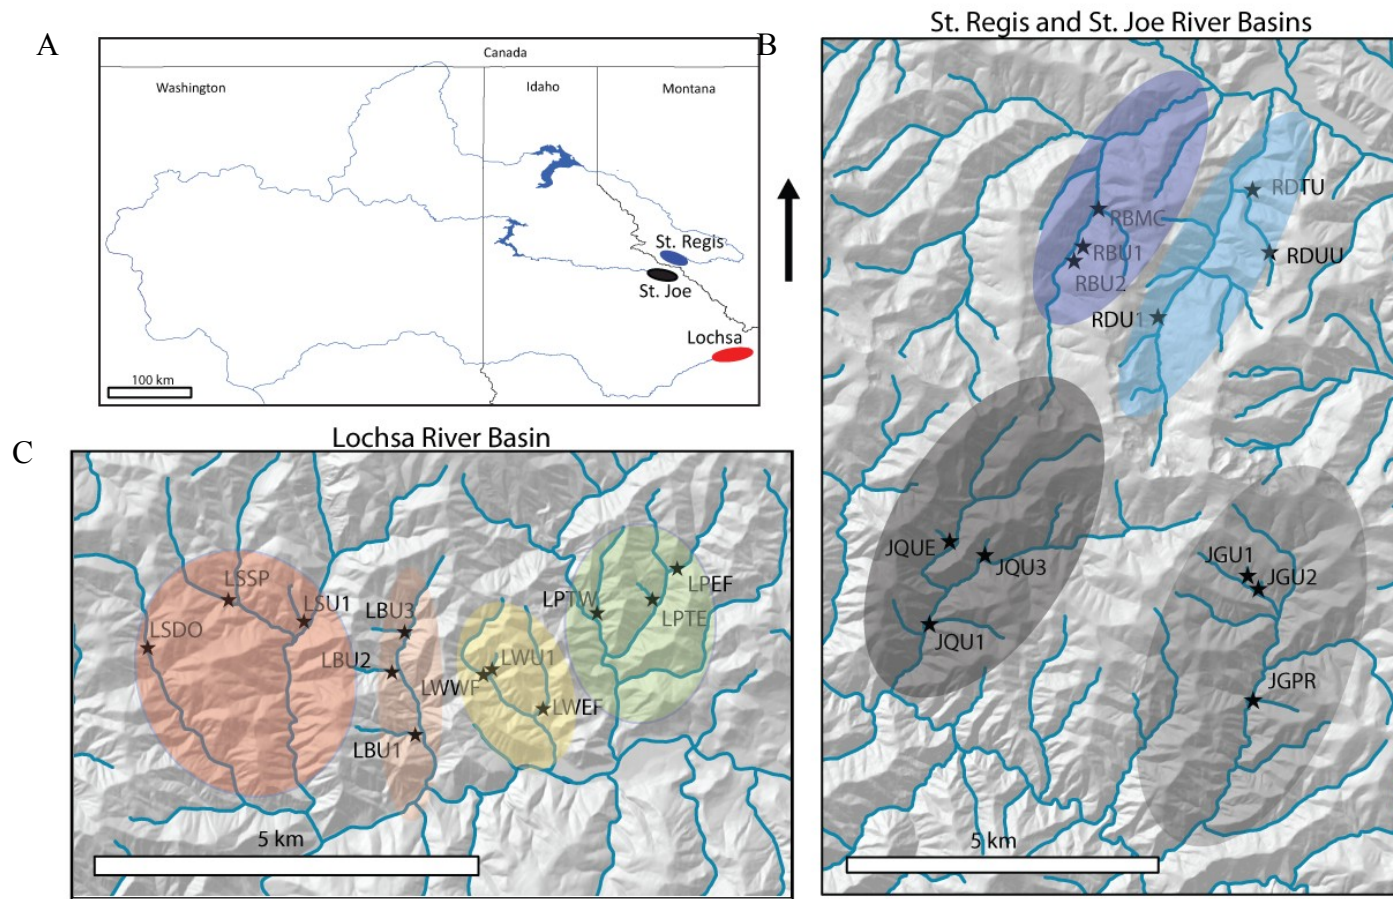 A
Canada
Washington
Idaho
Montana
St. Regis
St. Joe
Lochsa
100 km
B
St. Regis and St. Joe River Basins
RDTU
RBMC
RBU1
RDUU
RBU2
RDU1
JQUE
JQU3
JGU1
JGU2
JQU1
JGPR
5 km
C
Lochsa River Basin
LSSP
LPEF
LSU1
LBU3
LPTW
LPTE
LSDO
LBU2
LWU1
LWWF
LWEF
LBU1
5 km